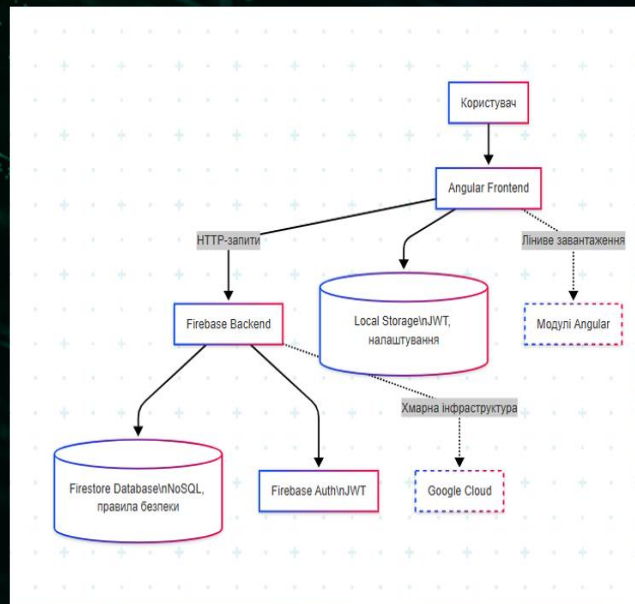 Користувач
Angular Frontend
HTTP-запити
Ліниве завантаження
Firebase Backend
Local Storage\nJWT,
налаштування
Модулі Angular
Хмарна інфраструктура
Firestore Database\nNoSQL,
правила безпеки
Firebase Auth\nJWT
Google Cloud